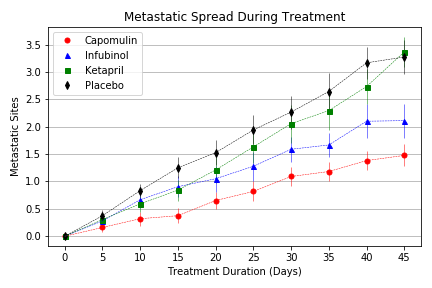 Metastatic Spread During Treatment
Capomulin
Infubinol
Ketapril
Placebo
Metastatic Sites
3.5
3.0
2.5
2.0
1.5
1.0
0.5
0.0
0 5 10 15 20 25 30 35 40 45
Treatment Duration (Days)